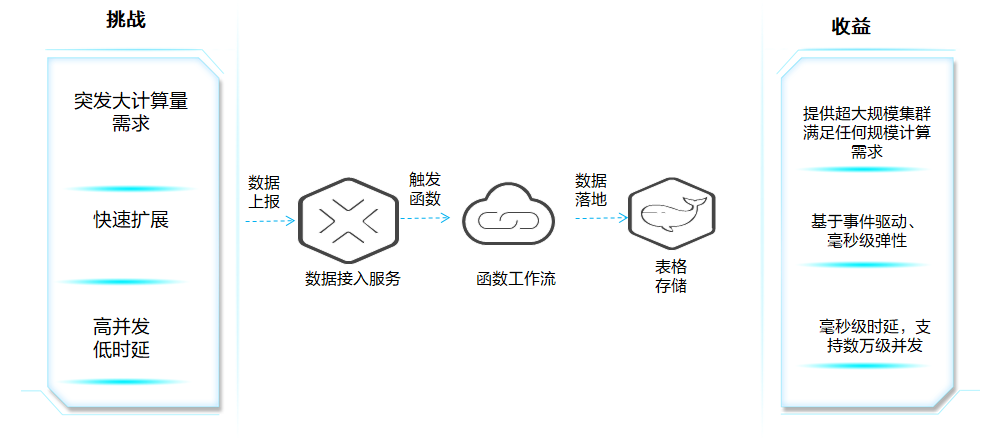 挑战
突发大计算量
需求
快速扩展
高并发
低时延
数据
上报
数据接入服务
触发
函数
函数工作流
数据
落地
表格
存储
收益
提供超大规模集群
满足任何规模计算
需求
基于事件驱动、
毫秒级弹性
毫秒级时延，支
持数万级并发